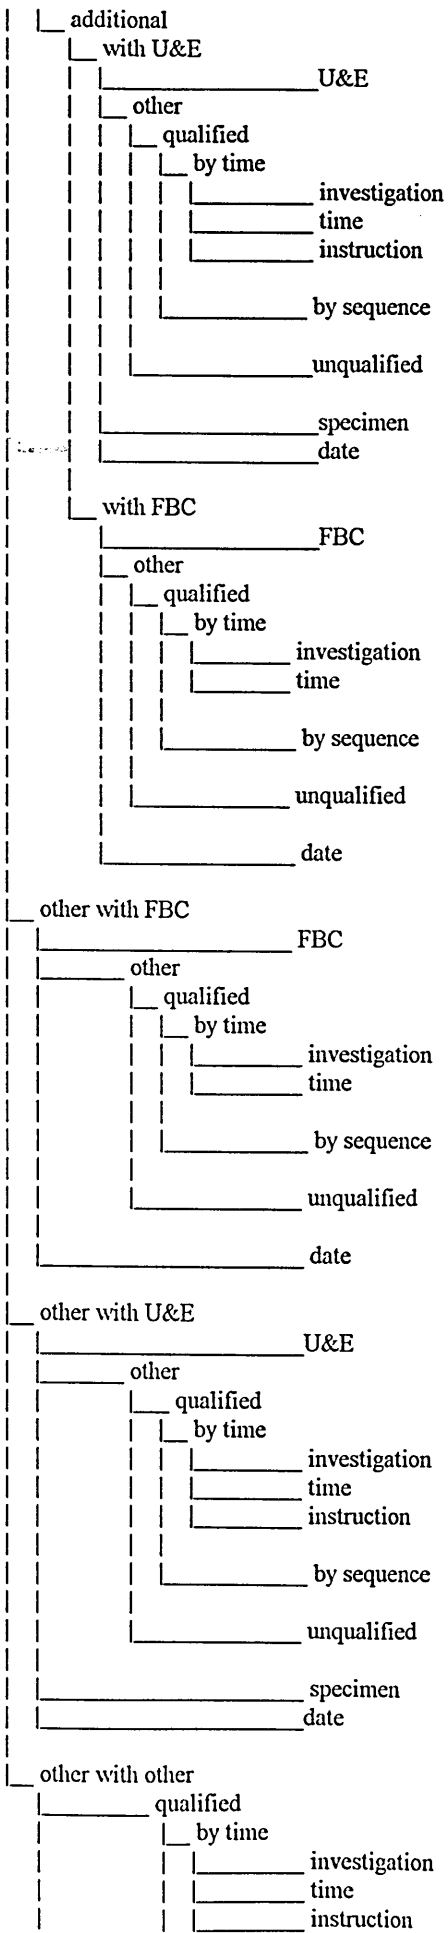 additional
with U&E
U&E
other
qualified
by time
investigation
time
instruction
by sequence
unqualified
specimen
date
with FBC
FBC
other
qualified
by time
investigation
time
by sequence
unqualified
date
other with FBC
FBC
other
qualified
by time
investigation
time
by sequence
unqualified
date
other with U&E
U&E
other
qualified
by time
investigation
time
instruction
by sequence
unqualified
specimen
date
other with other
qualified
by time
investigation
time
instruction